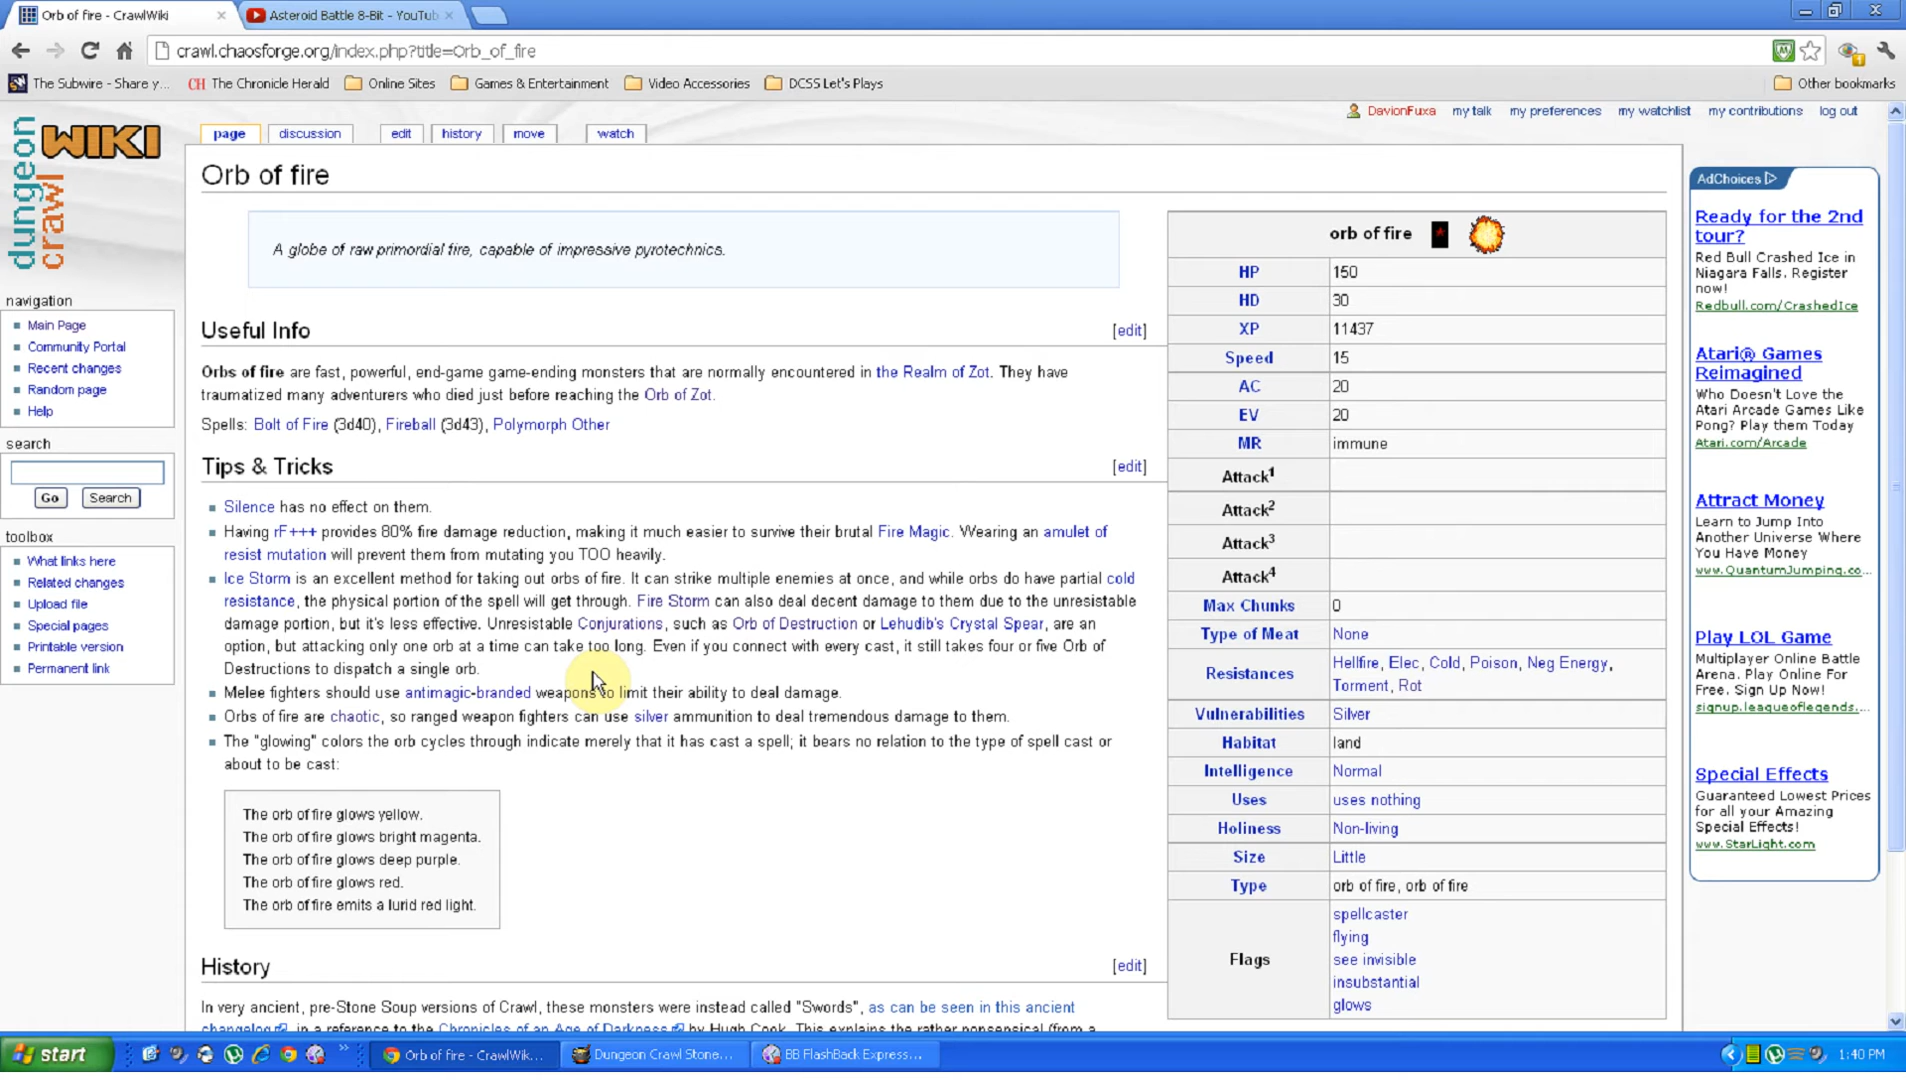 Orb of fire - CrawlWiki
Asteroid Battle 8-Bit - YouTub
crawl.chaosforge.org/index.php?title=Orb_of_fire
The Subwire - Share y...
CH The Chronicle Herald
Online Sites
Games & Entertainment
Video Accessories
DCSS Let's Plays
Other bookmarks
DavionFuxa my talk my preferences my watchlist my contributions log out
dungeon crawl WIKI
page discussion edit history move watch
navigation
Main Page
Community Portal
Recent changes
Random page
Help
search
Go Search
toolbox
What links here
Related changes
Upload file
Special pages
Printable version
Permanent link
Orb of fire
A globe of raw primordial fire, capable of impressive pyrotechnics.
Useful Info [edit]
Orbs of fire are fast, powerful, end-game game-ending monsters that are normally encountered in the Realm of Zot. They have
traumatized many adventurers who died just before reaching the Orb of Zot.
Spells: Bolt of Fire (3d40), Fireball (3d43), Polymorph Other
Tips & Tricks [edit]
Silence has no effect on them.
Having rF+++ provides 80% fire damage reduction, making it much easier to survive their brutal Fire Magic. Wearing an amulet of
resist mutation will prevent them from mutating you TOO heavily.
Ice Storm is an excellent method for taking out orbs of fire. It can strike multiple enemies at once, and while orbs do have partial cold
resistance, the physical portion of the spell will get through. Fire Storm can also deal decent damage to them due to the unresistable
damage portion, but it's less effective. Unresistable Conjurations, such as Orb of Destruction or Lehudib's Crystal Spear, are an
option, but attacking only one orb at a time can take too long. Even if you connect with every cast, it still takes four or five Orb of
Destructions to dispatch a single orb.
Melee fighters should use antimagic-branded weapons to limit their ability to deal damage.
Orbs of fire are chaotic, so ranged weapon fighters can use silver ammunition to deal tremendous damage to them.
The "glowing" colors the orb cycles through indicate merely that it has cast a spell; it bears no relation to the type of spell cast or
about to be cast:
The orb of fire glows yellow.
The orb of fire glows bright magenta.
The orb of fire glows deep purple.
The orb of fire glows red.
The orb of fire emits a lurid red light.
History [edit]
In very ancient, pre-Stone Soup versions of Crawl, these monsters were instead called "Swords", as can be seen in this ancient
changelog, in a reference to the Chronicles of an Age of Darkness by Hugh Cook. This explains the rather nonsensical (from a
orb of fire
HP 150
HD 30
XP 11437
Speed 15
AC 20
EV 20
MR immune
Attack1
Attack2
Attack3
Attack4
Max Chunks 0
Type of Meat None
Resistances Hellfire, Elec, Cold, Poison, Neg Energy,
Torment, Rot
Vulnerabilities Silver
Habitat land
Intelligence Normal
Uses uses nothing
Holiness Non-living
Size Little
Type orb of fire, orb of fire
Flags spellcaster
flying
see invisible
insubstantial
glows
AdChoices
Ready for the 2nd
tour?
Red Bull Crashed Ice in
Niagara Falls. Register
now!
Redbull.com/CrashedIce
Atari® Games
Reimagined
Who Doesn't Love the
Atari Arcade Games Like
Pong? Play them Today
Atari.com/Arcade
Attract Money
Learn to Jump Into
Another Universe Where
You Have Money
www.QuantumJumping.co...
Play LOL Game
Multiplayer Online Battle
Arena. Play Online For
Free. Sign Up Now!
signup.leagueoflegends....
Special Effects
Guaranteed Lowest Prices
for all your Amazing
Special Effects!
www.StarLight.com
start
Orb of fire - CrawlWik...
Dungeon Crawl Stone...
BB FlashBack Express...
1:40 PM